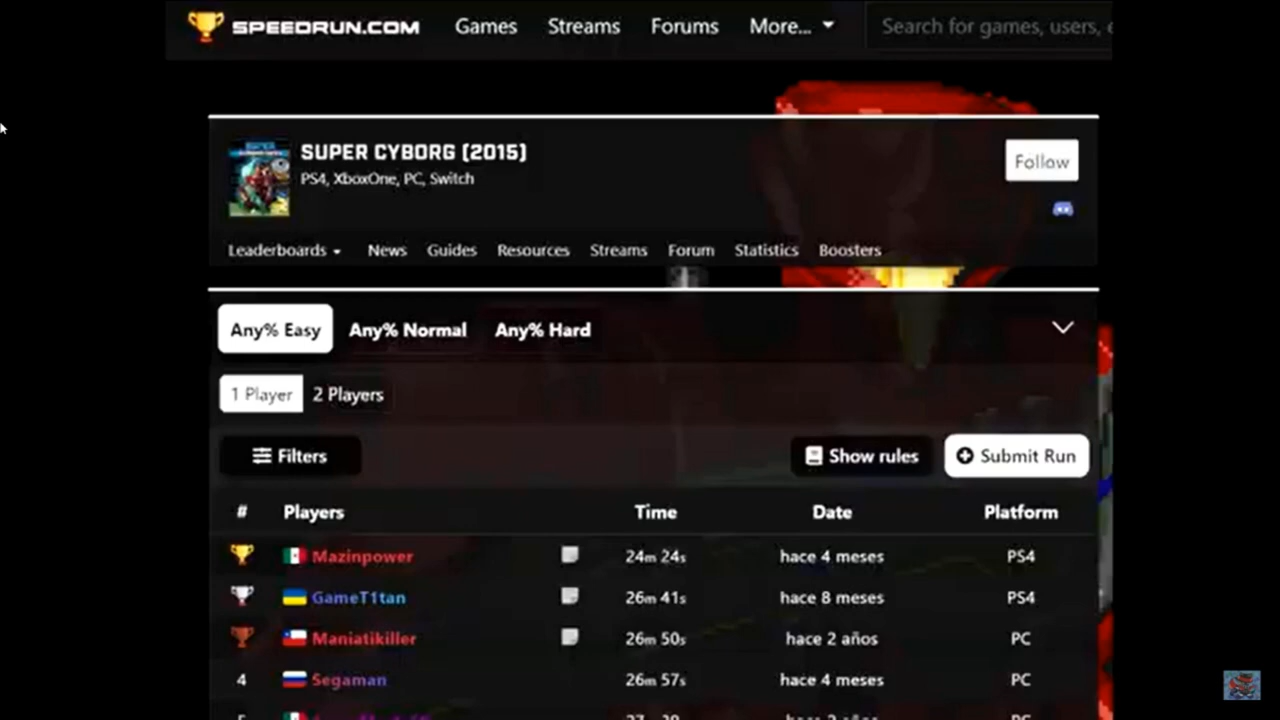 SPEEDRUN.COM Games Streams Forums More... Search for games, users, e
SUPER CYBORG (2015)
PS4, XboxOne, PC, Switch
Follow
Leaderboards News Guides Resources Streams Forum Statistics Boosters
Any% Easy Any% Normal Any% Hard
1 Player 2 Players
Filters Show rules Submit Run
# Players Time Date Platform
Mazinpower 24m 24s hace 4 meses PS4
GameT1tan 26m 41s hace 8 meses PS4
Maniatikiller 26m 50s hace 2 años PC
4 Segaman 26m 57s hace 4 meses PC